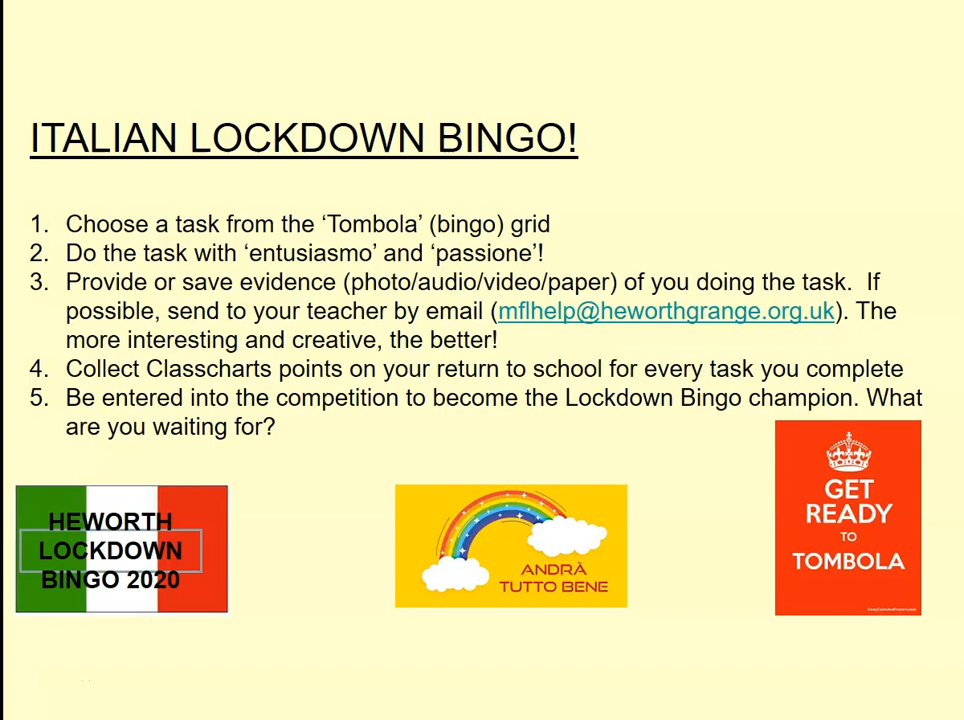 ITALIAN LOCKDOWN BINGO!
1. Choose a task from the ‘Tombola’ (bingo) grid
2. Do the task with ‘entusiasmo’ and ‘passione’!
3. Provide or save evidence (photo/audio/video/paper) of you doing the task.  If
possible, send to your teacher by email (mflhelp@heworthgrange.org.uk). The
more interesting and creative, the better!
4. Collect Classcharts points on your return to school for every task you complete
5. Be entered into the competition to become the Lockdown Bingo champion. What
are you waiting for?
HEWORTH
LOCKDOWN
BINGO 2020
ANDRÀ
TUTTO BENE
GET
READY
TO
TOMBOLA